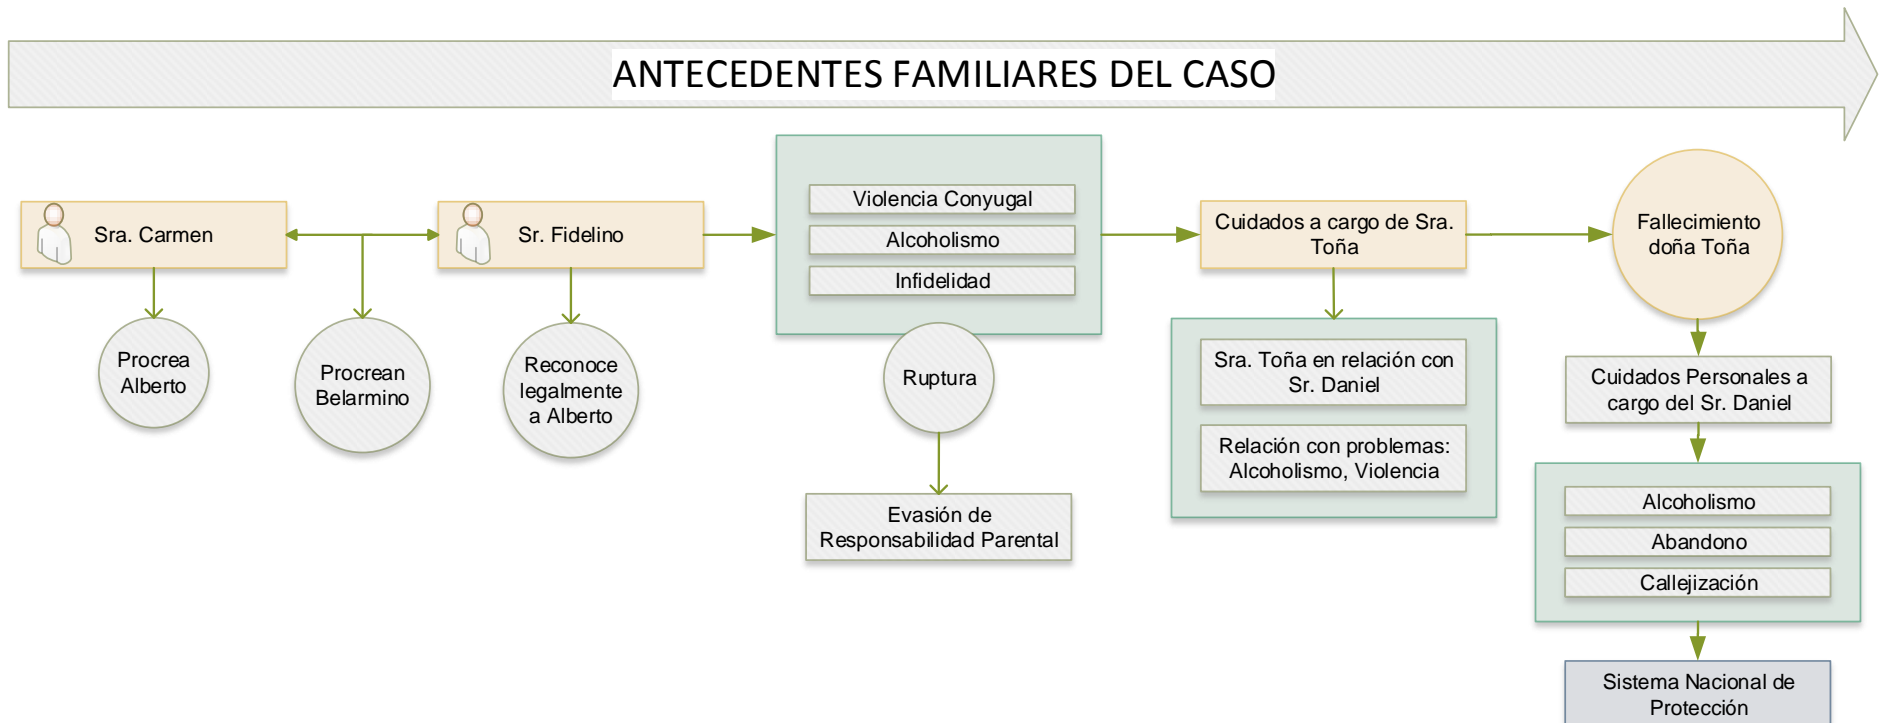 ANTECEDENTES FAMILIARES DEL CASO
Sra. Carmen
Sr. Fidelino
Procrea
Alberto
Procrean
Belarmino
Reconoce
legalmente
a Alberto
Violencia Conyugal
Alcoholismo
Infidelidad
Ruptura
Evasión de
Responsabilidad Parental
Cuidados a cargo de Sra.
Toña
Sra. Toña en relación con
Sr. Daniel
Relación con problemas:
Alcoholismo, Violencia
Fallecimiento
doña Toña
Cuidados Personales a
cargo del Sr. Daniel
Alcoholismo
Abandono
Callejización
Sistema Nacional de
Protección